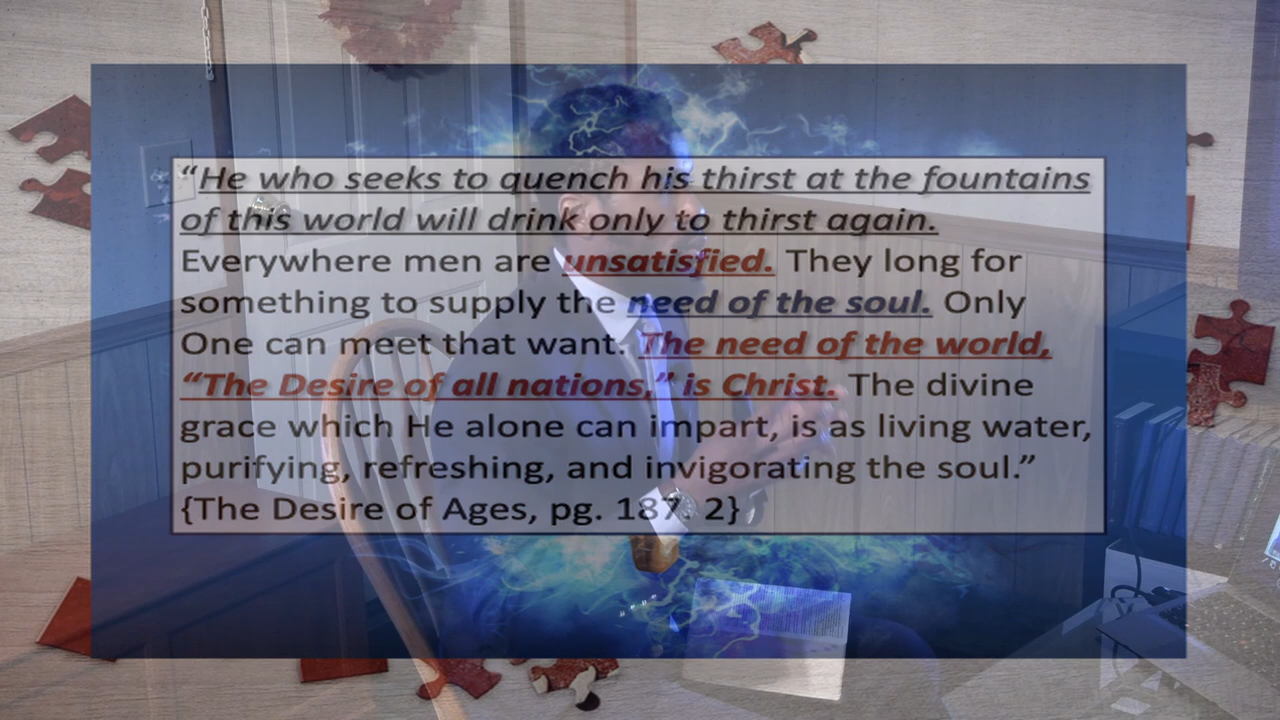 “He who seeks to quench his thirst at the fountains
of this world will drink only to thirst again.
Everywhere men are unsatisfied. They long for
something to supply the need of the soul. Only
One can meet that want. The need of the world,
“The Desire of all nations,” is Christ. The divine
grace which He alone can impart, is as living water,
purifying, refreshing, and invigorating the soul.”
{The Desire of Ages, pg. 187. 2}